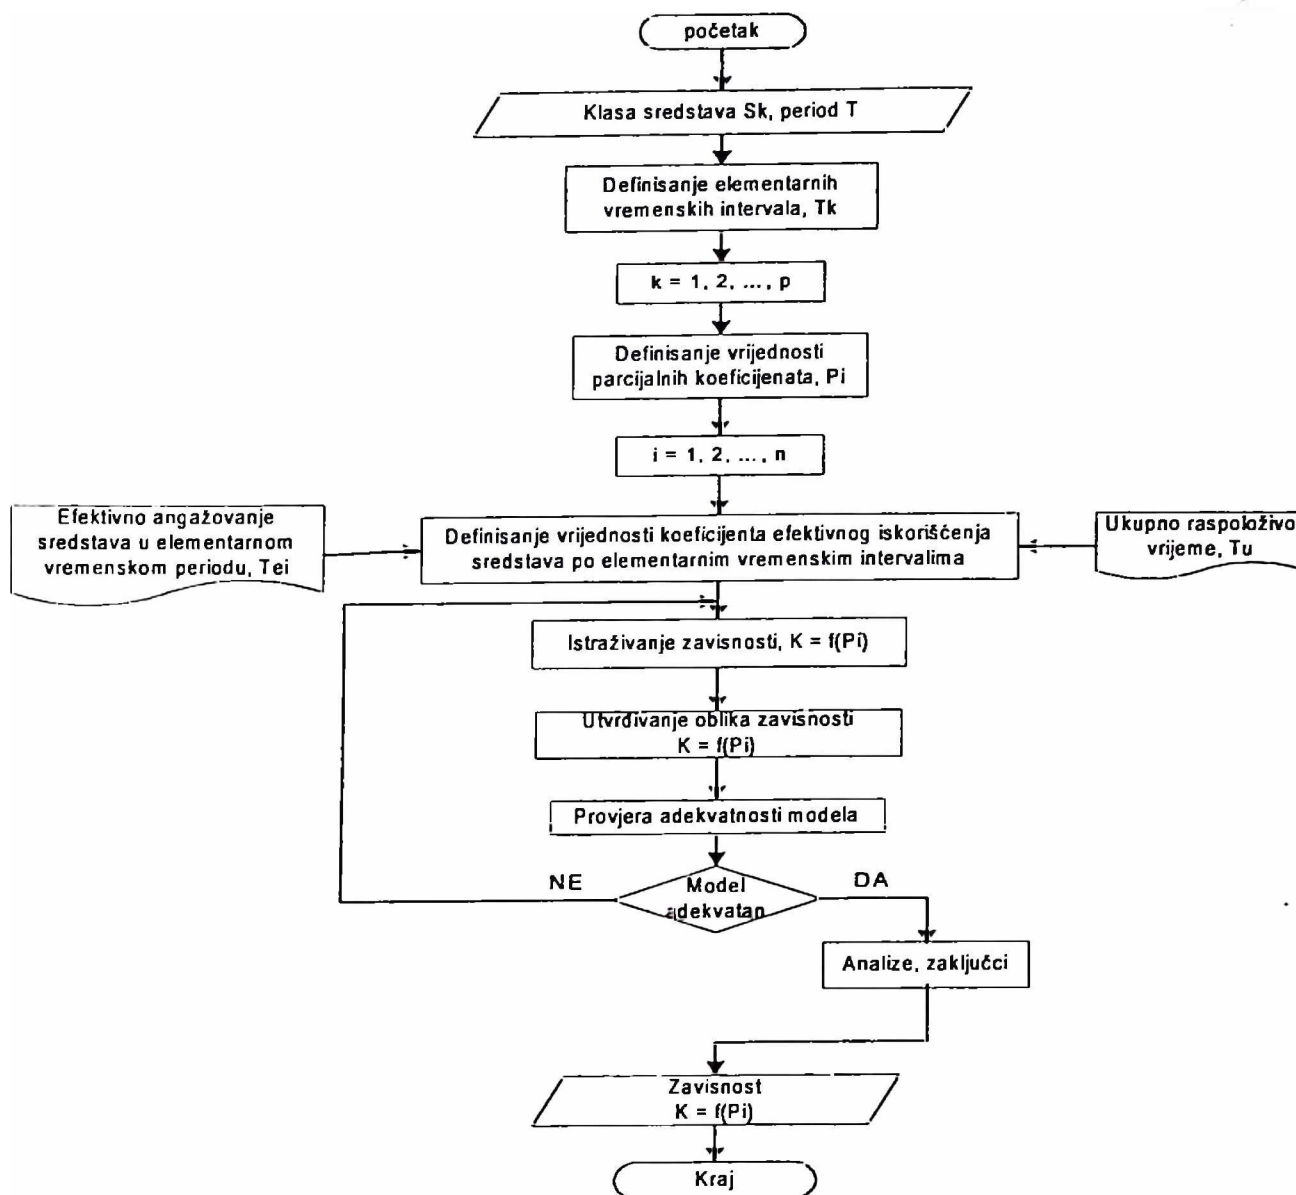 početak
Klasa sredstava Sk, period T
Definisanje elementarnih
vremenskih intervala, Tk
k = 1, 2, ..., p
Definisanje vrijednosti
parcijalnih koeficijenata, Pi
i = 1, 2, ..., n
Efektivno angažovanje
sredstava u elementarnom
vremenskom periodu, Tei
Definisanje vrijednosti koeficijenta efektivnog iskorišćenja
sredstava po elementarnim vremenskim intervalima
Ukupno raspoloživo
vrijeme, Tu
Istraživanje zavisnosti, K = f(Pi)
Utvrđivanje oblika zavisnosti
K = f(Pi)
Provjera adekvatnosti modela
NE
Model
adekvatan
DA
Analize, zaključci
Zavisnost
K = f(Pi)
Kraj